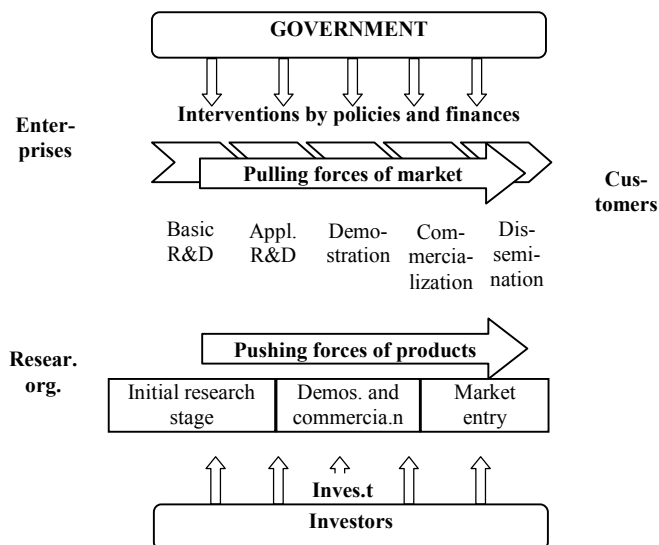 GOVERNMENT
Interventions by policies and finances
Enter-
prises
Pulling forces of market
Cus-
tomers
Basic
R&D
Appl.
R&D
Demo-
stration
Com-
mercia-
lization
Dis-
semi-
nation
Pushing forces of products
Resear.
org.
Initial research
stage
Demos. and
commercia.n
Market
entry
Inves.t
Investors